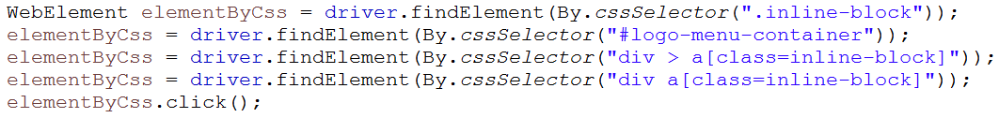 WebElement elementByCss = driver.findElement(By.cssSelector(".inline-block"));
elementByCss = driver.findElement(By.cssSelector("#logo-menu-container"));
elementByCss = driver.findElement(By.cssSelector("div > a[class=inline-block]"));
elementByCss = driver.findElement(By.cssSelector("div a[class=inline-block]"));
elementByCss.click();